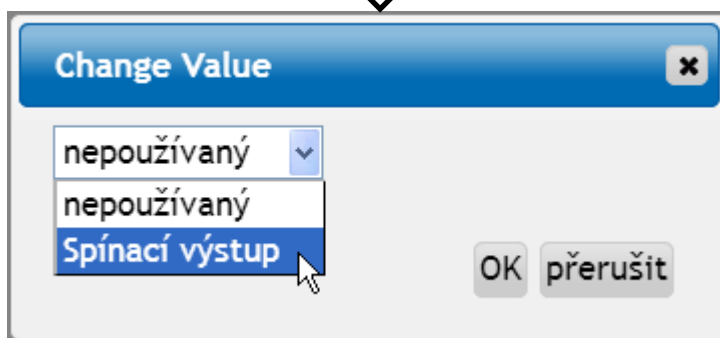 Change Value
nepoužívaný
nepoužívaný
Spínací výstup
OK přerušit